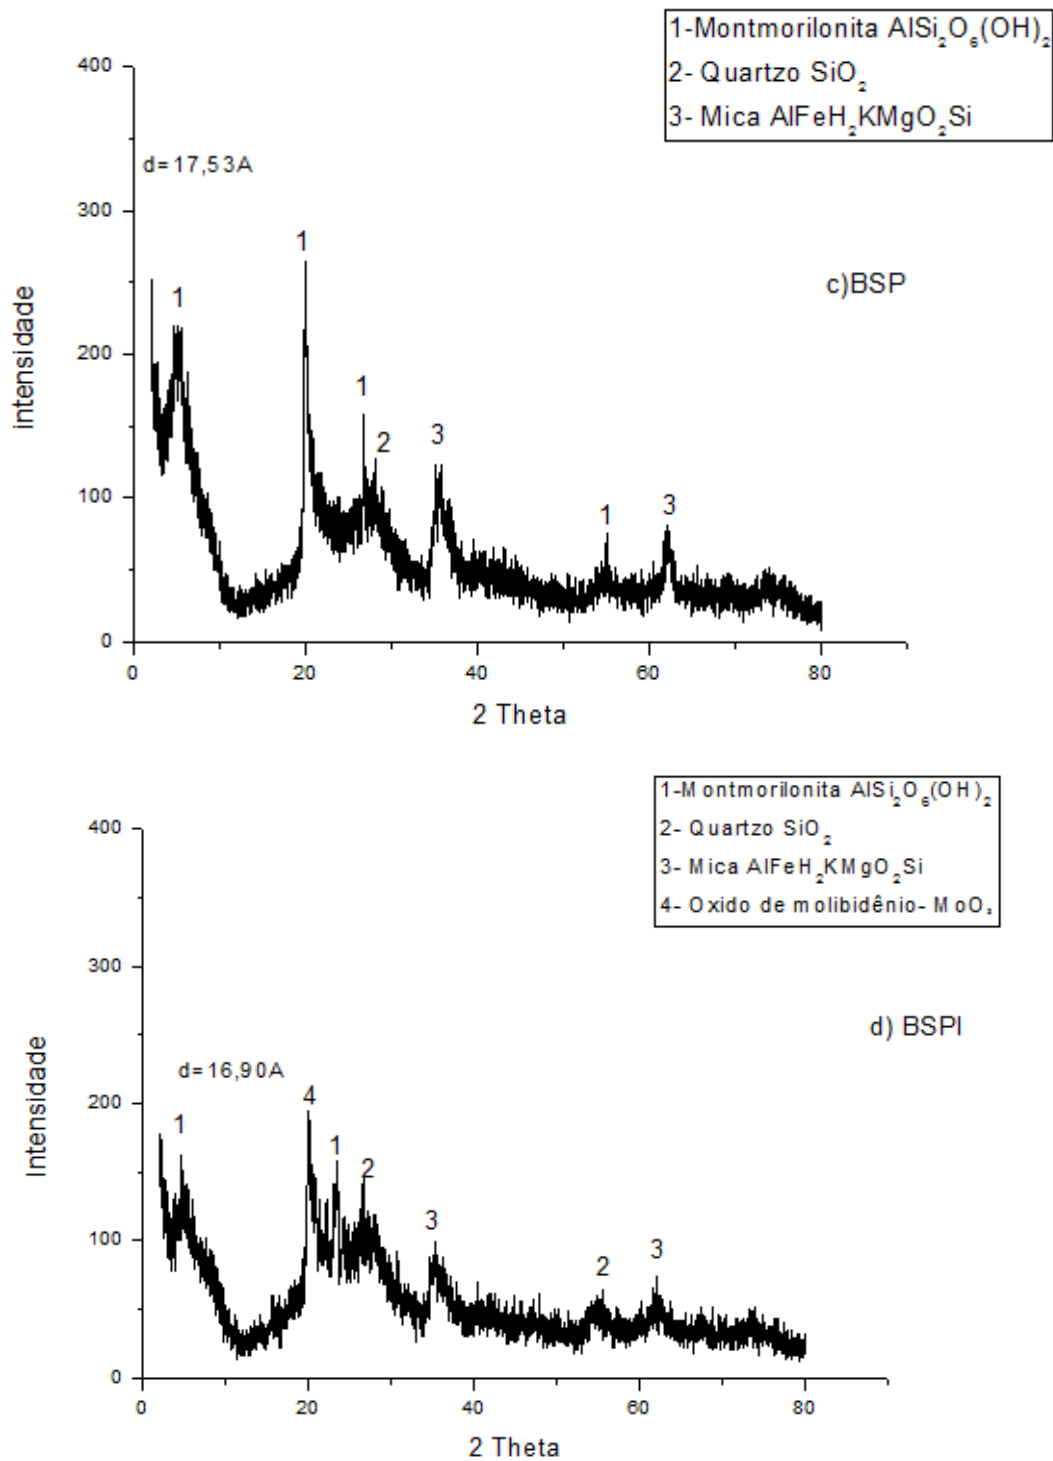 1-Montmorilonita AlSi₂O₆(OH)₂
2- Quartzo SiO₂
3- Mica AlFeH₂KMgO₂Si
400
d=17,53A
300
1
1
c)BSP
intensidade
200
1
2
3
100
1
3
0
0
20
40
60
80
2 Theta
1-Montmorilonita AlSi₂O₆(OH)₂
2- Quartzo SiO₂
3- Mica AlFeH₂KMgO₂Si
4- Oxido de molibidênio- MoO₃
400
300
d) BSPI
Intensidade
d=16,90A
200
1
4
1
2
3
100
2
3
0
0
20
40
60
80
2 Theta